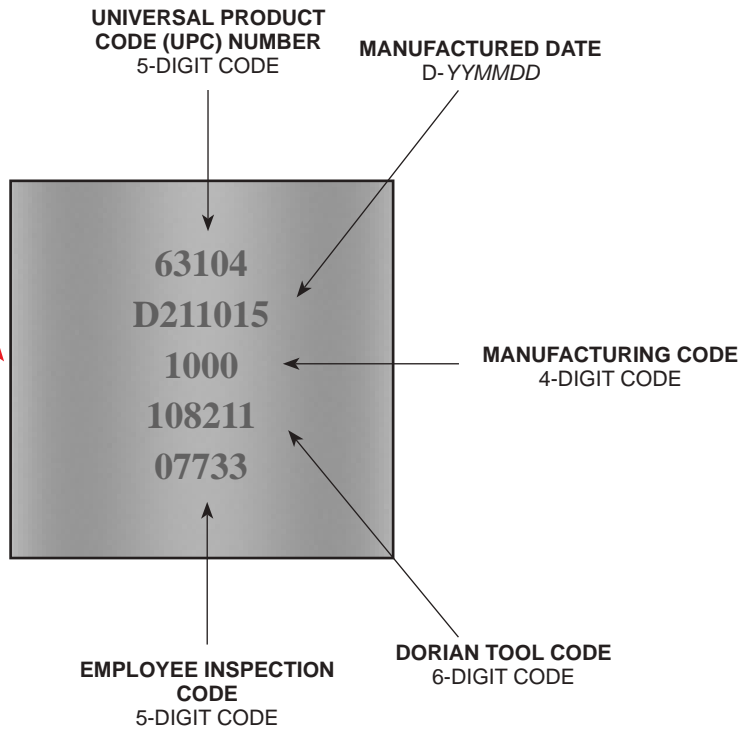 UNIVERSAL PRODUCT
CODE (UPC) NUMBER
5-DIGIT CODE
MANUFACTURED DATE
D-YYMMDD
63104
D211015
1000
108211
07733
MANUFACTURING CODE
4-DIGIT CODE
DORIAN TOOL CODE
6-DIGIT CODE
EMPLOYEE INSPECTION
CODE
5-DIGIT CODE